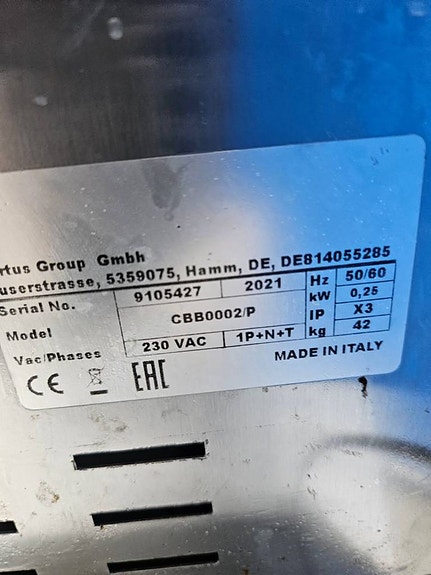 rtus Group Gmbh
userstrasse, 5359075, Hamm, DE, DE814055285
Serial No. 9105427 2021 Hz 50/60
Model CBB0002/P kW 0,25
IP X3
Vac/Phases 230 VAC 1P+N+T kg 42
CE EAC MADE IN ITALY